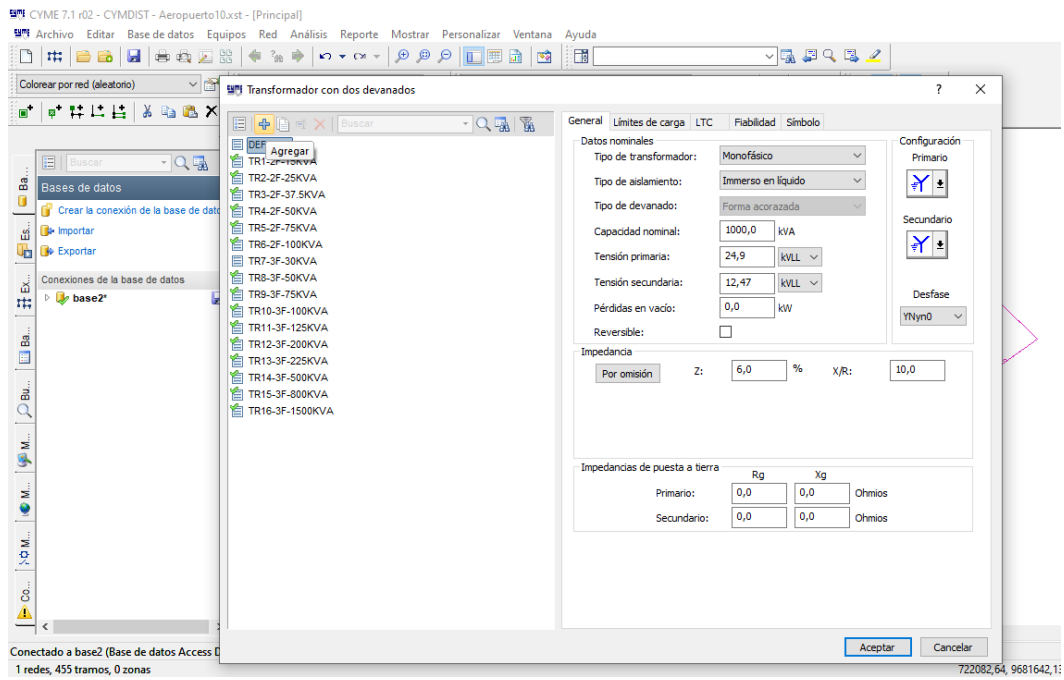 CYME 7.1 r02 - CYMDIST - Aeropuerto10.xst - [Principal]
Archivo Editar Base de datos Equipos Red Análisis Reporte Mostrar Personalizar Ventana Ayuda
Colorear por red (aleatorio)
Transformador con dos devanados
? X
Buscar
Agregar
TR1-2F-15KVA
TR2-2F-25KVA
TR3-2F-37.5KVA
TR4-2F-50KVA
TR5-2F-75KVA
TR6-2F-100KVA
TR7-3F-30KVA
TR8-3F-50KVA
TR9-3F-75KVA
TR10-3F-100KVA
TR11-3F-125KVA
TR12-3F-200KVA
TR13-3F-225KVA
TR14-3F-500KVA
TR15-3F-800KVA
TR16-3F-1500KVA
General Límites de carga LTC Fiabilidad Símbolo
Datos nominales
Tipo de transformador: Monofásico
Tipo de aislamiento: Immerso en líquido
Tipo de devanado: Forma acorazada
Capacidad nominal: 1000,0 kVA
Tensión primaria: 24,9 kVLL
Tensión secundaria: 12,47 kVLL
Pérdidas en vacío: 0,0 kW
Reversible:
Configuración
Primario
Secundario
Desfase
YNyn0
Impedancia
Por omisión Z: 6,0 % X/R: 10,0
Impedancias de puesta a tierra
Rg Xg
Primario: 0,0 0,0 Ohmios
Secundario: 0,0 0,0 Ohmios
Aceptar Cancelar
Buscar
Bases de datos
Crear la conexión de la base de dato
Importar
Exportar
Conexiones de la base de datos
base2*
Ba...
Es...
Ex...
Ba...
Bu...
M...
M...
M...
Co...
Conectado a base2 (Base de datos Access D
1 redes, 455 tramos, 0 zonas
722082,64, 9681642,13